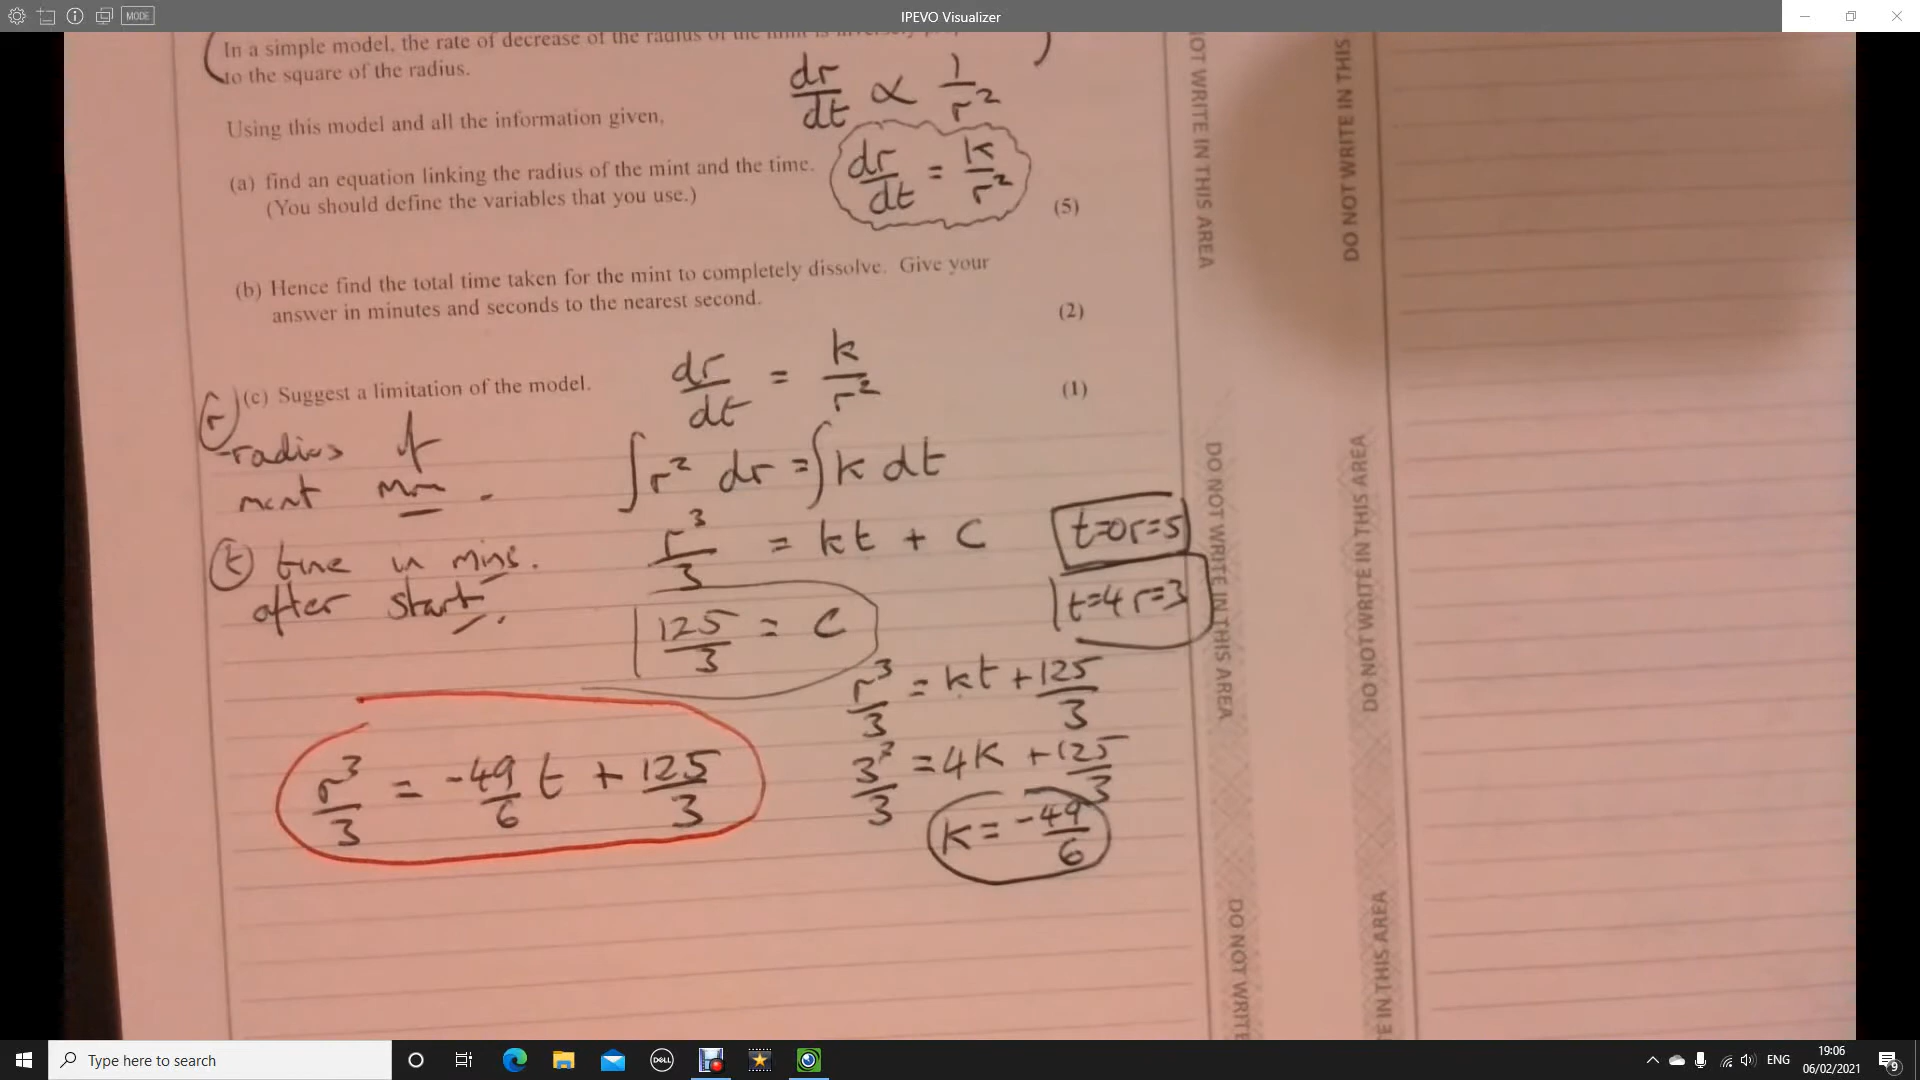 MODE
IPEVO Visualizer
In a simple model, the rate of decrease of the radius of the mint is
to the square of the radius.
dr/dt ∝ 1/r²
Using this model and all the information given,
dr/dt = k/r²
(a) find an equation linking the radius of the mint and the time.
(You should define the variables that you use.)
(5)
(b) Hence find the total time taken for the mint to completely dissolve. Give your
answer in minutes and seconds to the nearest second.
(2)
(c) Suggest a limitation of the model.
(1)
dr/dt = k/r²
r
radius of
mint mm.
∫r² dr = ∫k dt
r³/3 = kt + C
t=0 r=5
t=4 r=3
t time in mins.
after start.
125/3 = C
r³/3 = kt + 125/3
3³/3 = 4k + 125/3
k = -49/6
r³/3 = -49/6 t + 125/3
NOT WRITE IN THIS AREA
DO NOT WRITE IN THIS AREA
DO NOT WRITE
DO NOT WRITE IN THIS
DO NOT WRITE IN THIS AREA
E IN THIS AREA
Type here to search
DELL
ENG
19:06
06/02/2021
9